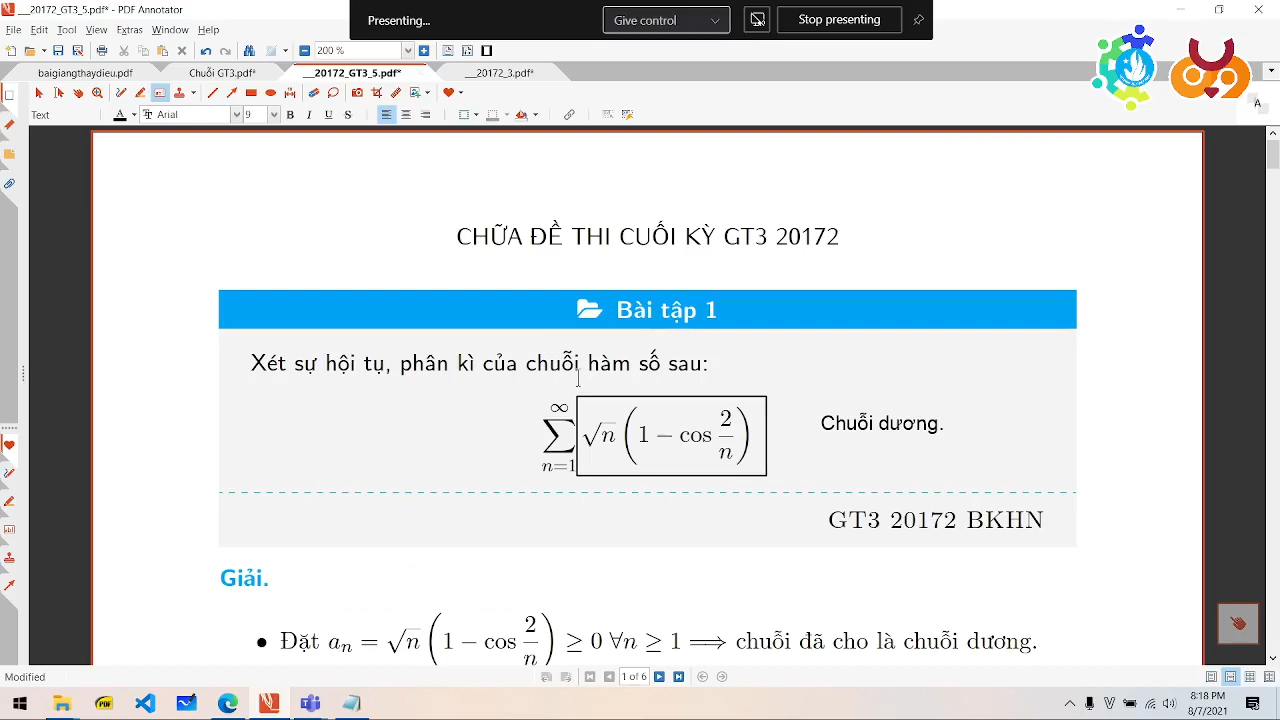 __20172_GT3_5.pdf* - PDF Annotator
Presenting...
Give control
Stop presenting
File Edit Tool View Window Help
200 %
baigiangthaydieu.pdf
Chuỗi GT3.pdf*
__20172_GT3_5.pdf*
__20172_3.pdf*
Text
A
Arial
9
B I U S
A
CHỮA ĐỀ THI CUỐI KỲ GT3 20172
Bài tập 1
Xét sự hội tụ, phân kì của chuỗi hàm số sau:
∑_{n=1}^{∞} √n (1 − cos 2/n)
Chuỗi dương.
GT3 20172 BKHN
Giải.
• Đặt a_n = √n (1 − cos 2/n) ≥ 0 ∀n ≥ 1 ⟹ chuỗi đã cho là chuỗi dương.
Modified
1 of 6
PDF
8:18 PM
8/7/2021